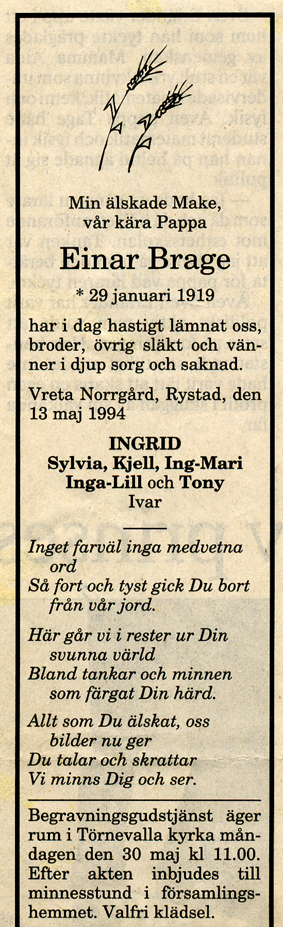 Min älskade Make,
vår kära Pappa
Einar Brage
* 29 januari 1919
har i dag hastigt lämnat oss,
broder, övrig släkt och vän-
ner i djup sorg och saknad.
Vreta Norrgård, Rystad, den
13 maj 1994
INGRID
Sylvia, Kjell, Ing-Mari
Inga-Lill och Tony
Ivar
Inget farväl inga medvetna
ord
Så fort och tyst gick Du bort
från vår jord.
Här går vi i rester ur Din
svunna värld
Bland tankar och minnen
som färgat Din härd.
Allt som Du älskat, oss
bilder nu ger
Du talar och skrattar
Vi minns Dig och ser.
Begravningsgudstjänst äger
rum i Törnevalla kyrka mån-
dagen den 30 maj kl 11.00.
Efter akten inbjudes till
minnesstund i församlings-
hemmet. Valfri klädsel.